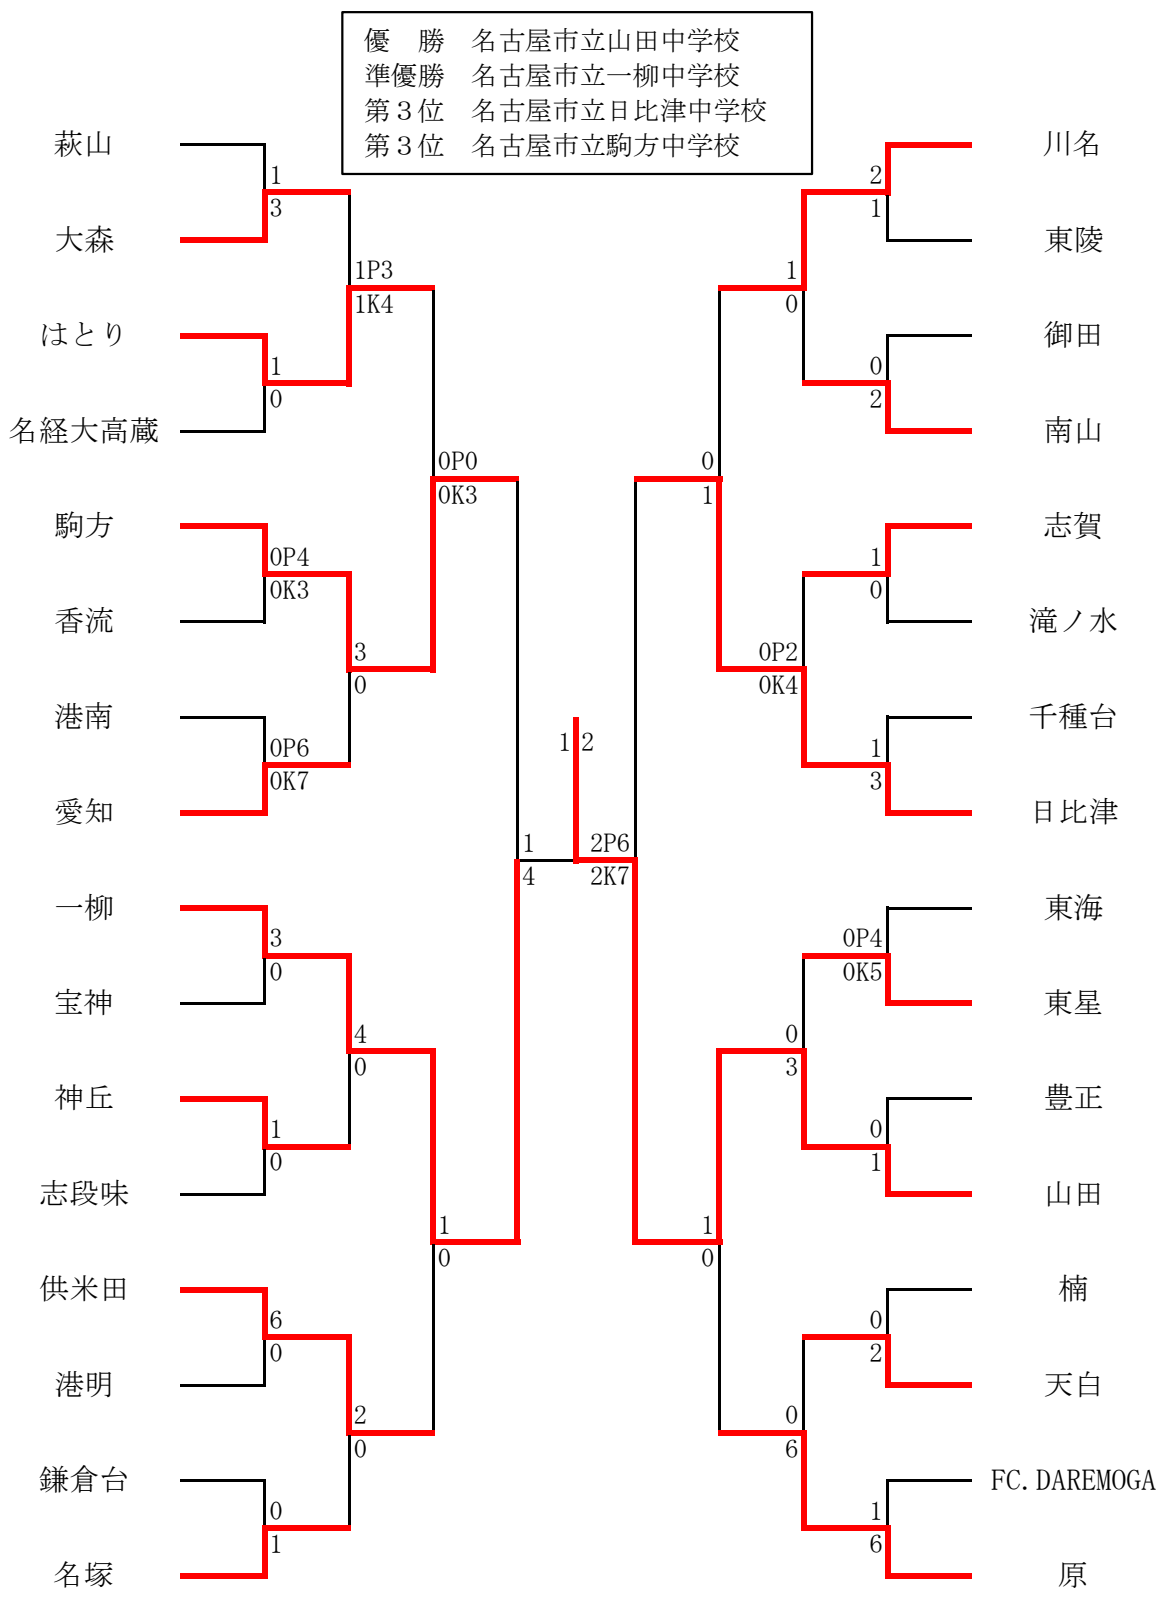 優　勝　名古屋市立山田中学校
準優勝　名古屋市立一柳中学校
第３位　名古屋市立日比津中学校
第３位　名古屋市立駒方中学校
萩山
1
3
大森
1P3
1K4
はとり
1
0
名経大高蔵
0P0
0K3
駒方
0P4
0K3
香流
3
0
港南
0P6
0K7
愛知
1
4
一柳
3
0
宝神
4
0
神丘
1
0
志段味
1
0
供米田
6
0
港明
2
0
鎌倉台
0
1
名塚
1 2
川名
2
1
東陵
1
0
御田
0
2
南山
0
1
志賀
1
0
滝ノ水
0P2
0K4
千種台
1
3
日比津
2P6
2K7
東海
0P4
0K5
東星
0
3
豊正
0
1
山田
1
0
楠
0
2
天白
0
6
FC.DAREMOGA
1
6
原